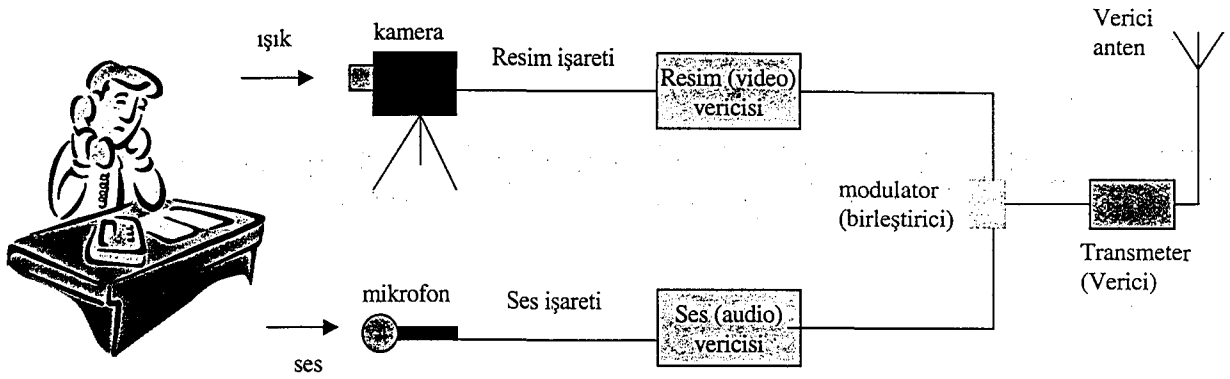 ışık
kamera
Resim işareti
Resim (video)
vericisi
Verici
anten
modulator
(birleştirici)
Transmeter
(Verici)
mikrofon
Ses işareti
Ses (audio)
vericisi
ses